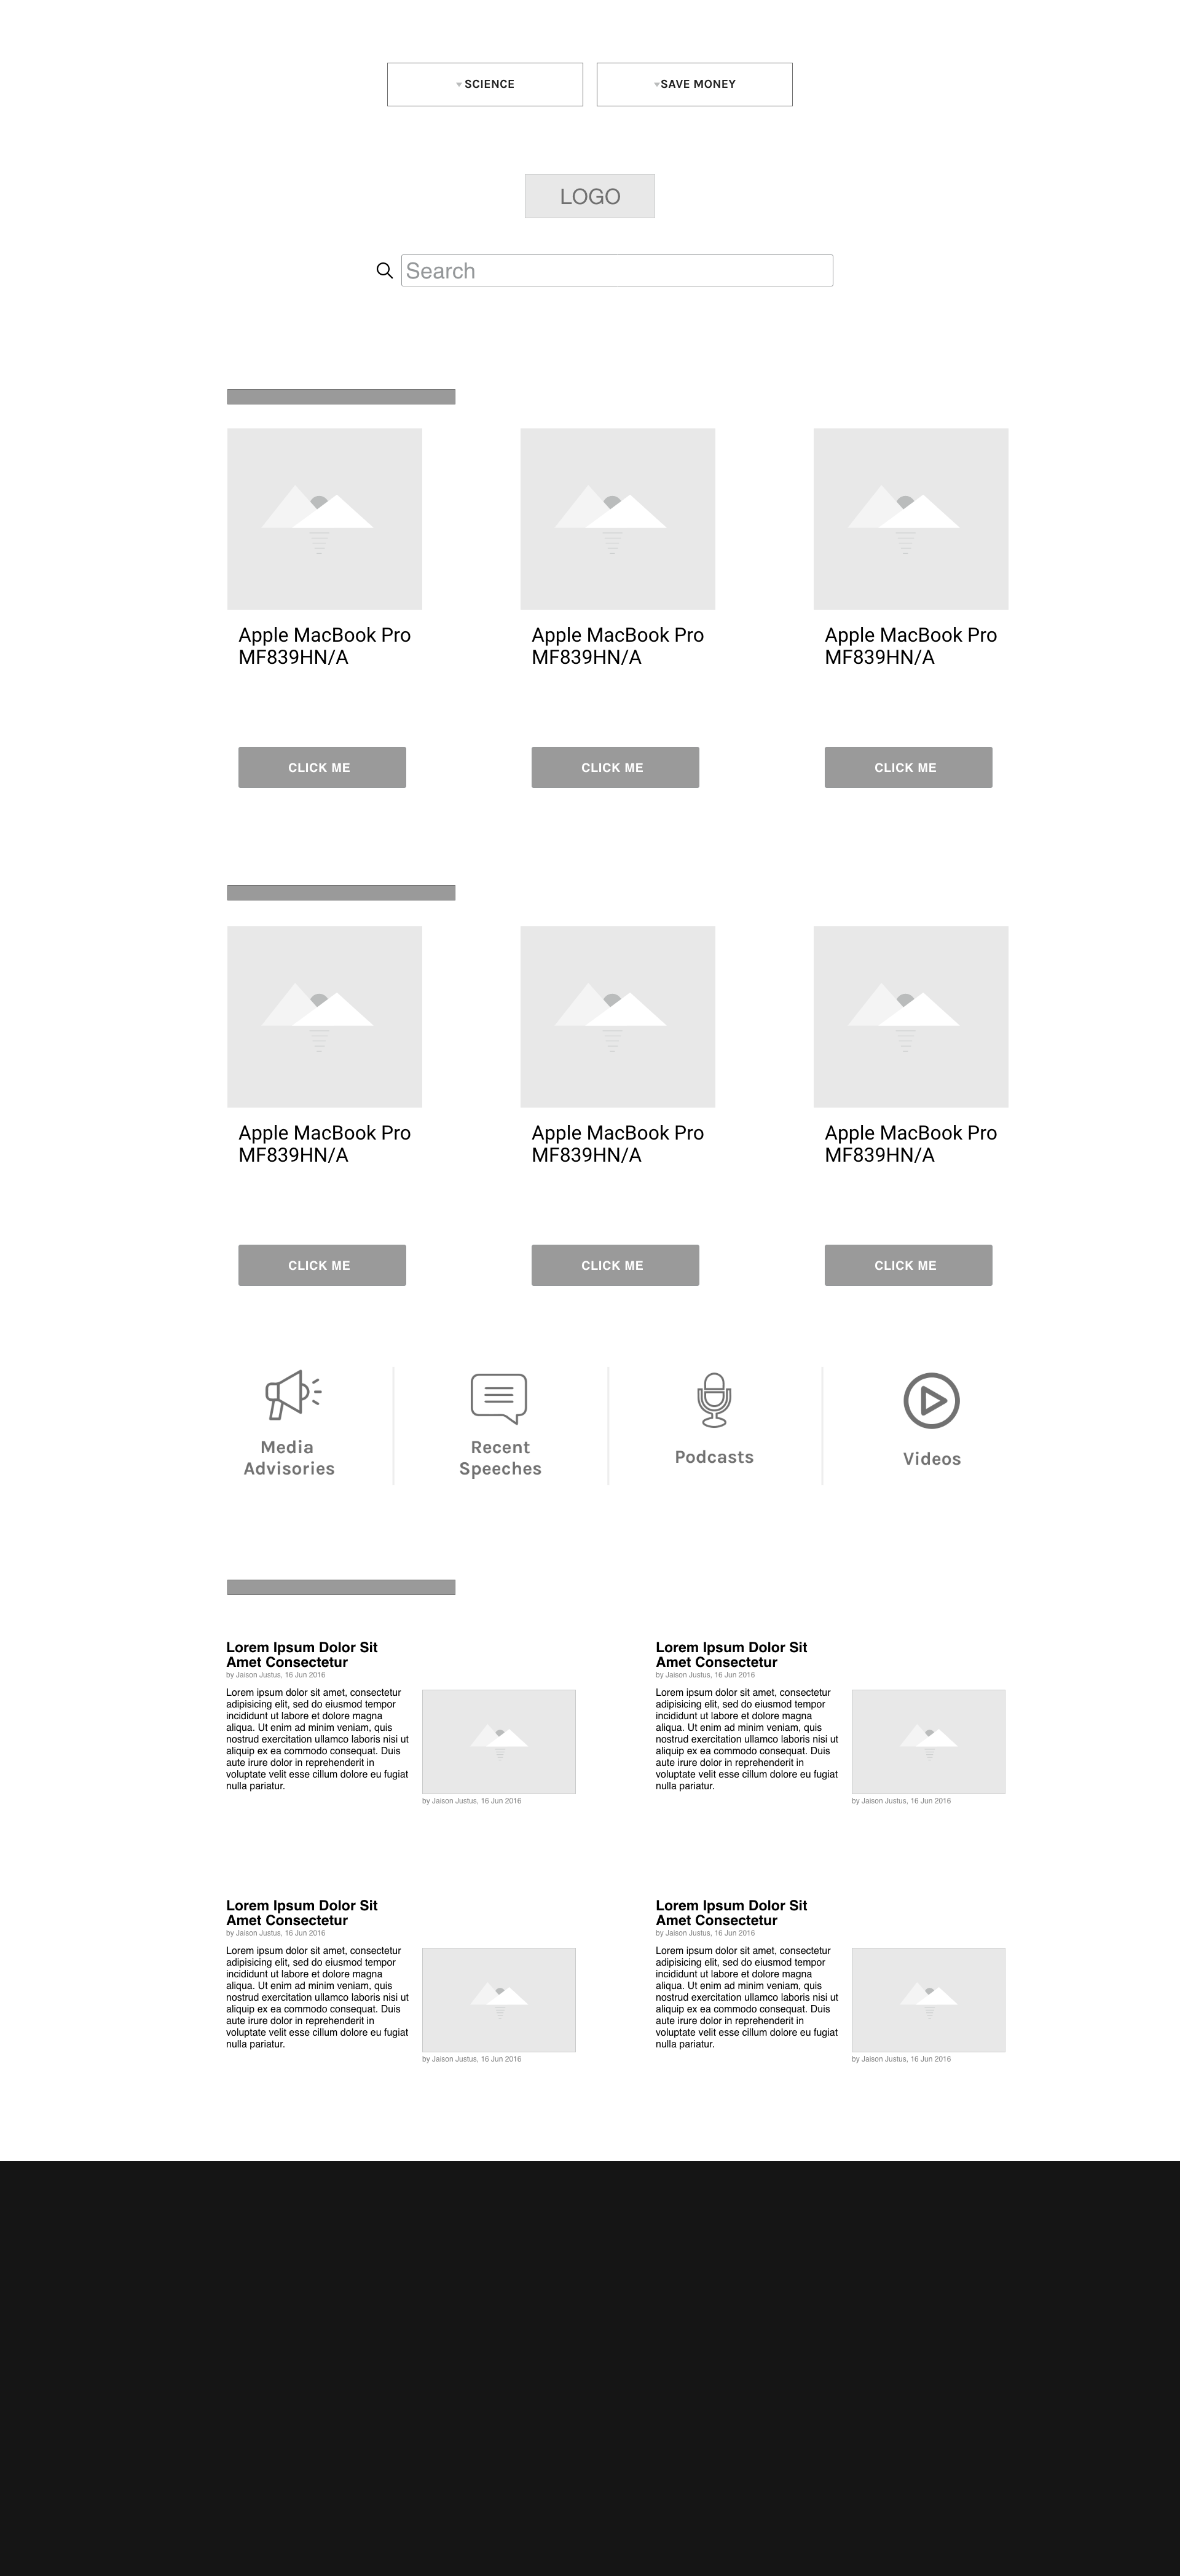 SCIENCE
SAVE MONEY
LOGO
Search
Apple MacBook Pro
MF839HN/A
Apple MacBook Pro
MF839HN/A
Apple MacBook Pro
MF839HN/A
CLICK ME
CLICK ME
CLICK ME
Apple MacBook Pro
MF839HN/A
Apple MacBook Pro
MF839HN/A
Apple MacBook Pro
MF839HN/A
CLICK ME
CLICK ME
CLICK ME
Media
Advisories
Recent
Speeches
Podcasts
Videos
Lorem Ipsum Dolor Sit
Amet Consectetur
by Jaison Justus, 16 Jun 2016
Lorem ipsum dolor sit amet, consectetur
adipisicing elit, sed do eiusmod tempor
incididunt ut labore et dolore magna
aliqua. Ut enim ad minim veniam, quis
nostrud exercitation ullamco laboris nisi ut
aliquip ex ea commodo consequat. Duis
aute irure dolor in reprehenderit in
voluptate velit esse cillum dolore eu fugiat
nulla pariatur.
by Jaison Justus, 16 Jun 2016
Lorem Ipsum Dolor Sit
Amet Consectetur
by Jaison Justus, 16 Jun 2016
Lorem ipsum dolor sit amet, consectetur
adipisicing elit, sed do eiusmod tempor
incididunt ut labore et dolore magna
aliqua. Ut enim ad minim veniam, quis
nostrud exercitation ullamco laboris nisi ut
aliquip ex ea commodo consequat. Duis
aute irure dolor in reprehenderit in
voluptate velit esse cillum dolore eu fugiat
nulla pariatur.
by Jaison Justus, 16 Jun 2016
Lorem Ipsum Dolor Sit
Amet Consectetur
by Jaison Justus, 16 Jun 2016
Lorem ipsum dolor sit amet, consectetur
adipisicing elit, sed do eiusmod tempor
incididunt ut labore et dolore magna
aliqua. Ut enim ad minim veniam, quis
nostrud exercitation ullamco laboris nisi ut
aliquip ex ea commodo consequat. Duis
aute irure dolor in reprehenderit in
voluptate velit esse cillum dolore eu fugiat
nulla pariatur.
by Jaison Justus, 16 Jun 2016
Lorem Ipsum Dolor Sit
Amet Consectetur
by Jaison Justus, 16 Jun 2016
Lorem ipsum dolor sit amet, consectetur
adipisicing elit, sed do eiusmod tempor
incididunt ut labore et dolore magna
aliqua. Ut enim ad minim veniam, quis
nostrud exercitation ullamco laboris nisi ut
aliquip ex ea commodo consequat. Duis
aute irure dolor in reprehenderit in
voluptate velit esse cillum dolore eu fugiat
nulla pariatur.
by Jaison Justus, 16 Jun 2016